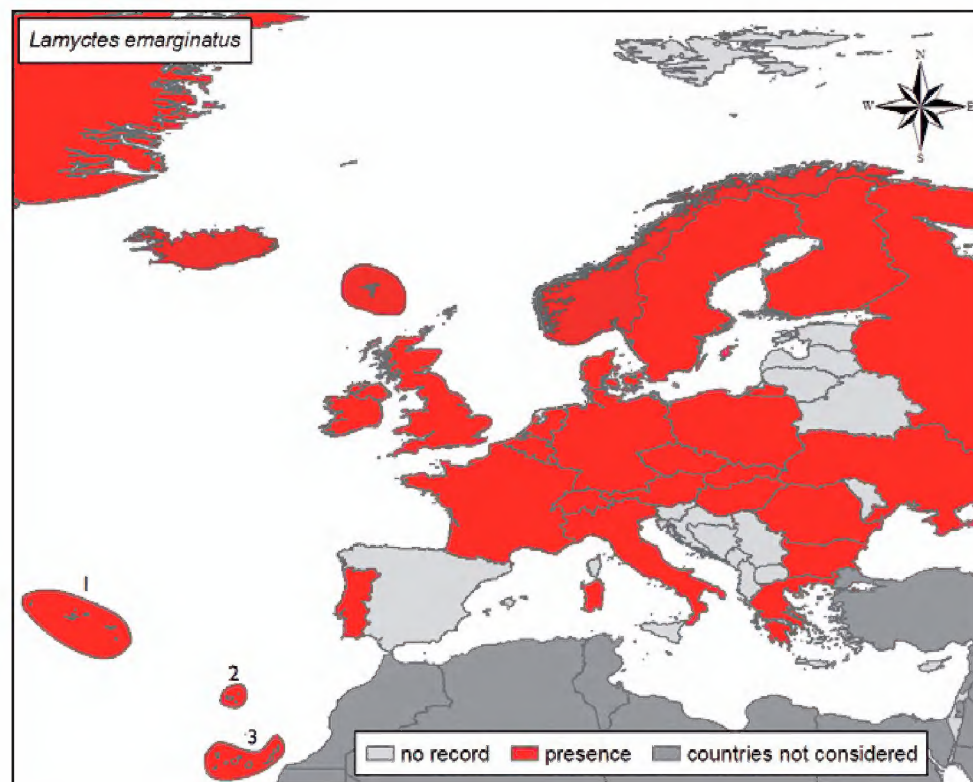 Lamyctes emarginatus
N
W E
S
1
2
3
no record presence countries not considered